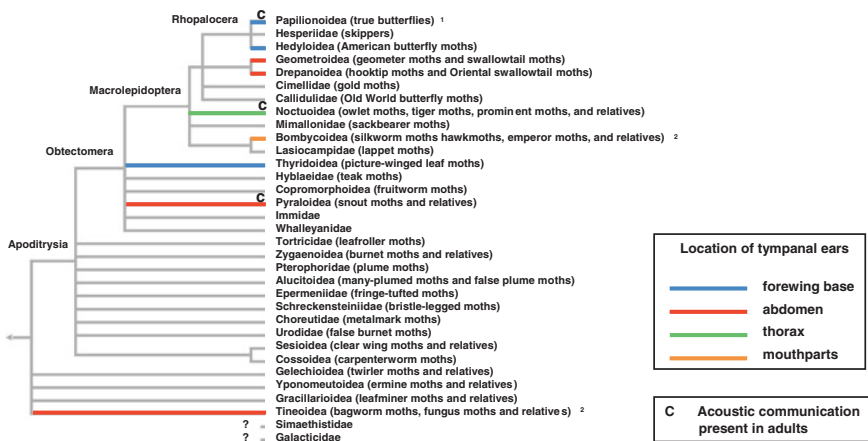 Rhopalocera
C
Papilionoidea (true butterflies) 1
Hesperiidae (skippers)
Hedyloidea (American butterfly moths)
Geometroidea (geometer moths and swallowtail moths)
Drepanoidea (hooktip moths and Oriental swallowtail moths)
Cimellidae (gold moths)
Macrolepidoptera
Callidulidae (Old World butterfly moths)
C
Noctuoidea (owlet moths, tiger moths, prominent moths, and relatives)
Mimallonidae (sackbearer moths)
Bombycoidea (silkworm moths hawkmoths, emperor moths, and relatives) 2
Lasiocampidae (lappet moths)
Obtectomera
Thyridoidea (picture-winged leaf moths)
Hyblaeidae (teak moths)
Copromorphoidea (fruitworm moths)
C
Pyraloidea (snout moths and relatives)
Immidae
Whalleyanidae
Apoditrysia
Tortricidae (leafroller moths)
Zygaenoidea (burnet moths and relatives)
Pterophoridae (plume moths)
Alucitoidea (many-plumed moths and false plume moths)
Epermeniidae (fringe-tufted moths)
Schreckensteiniidae (bristle-legged moths)
Choreutidae (metalmark moths)
Urodidae (false burnet moths)
Sesioidea (clear wing moths and relatives)
Cossoidea (carpenterworm moths)
Gelechioidea (twirler moths and relatives)
Yponomeutoidea (ermine moths and relatives)
Gracillarioidea (leafminer moths and relatives)
Tineoidea (bagworm moths, fungus moths and relatives) 2
? Simaethistidae
? Galacticidae
Location of tympanal ears
forewing base
abdomen
thorax
mouthparts
C Acoustic communication
present in adults